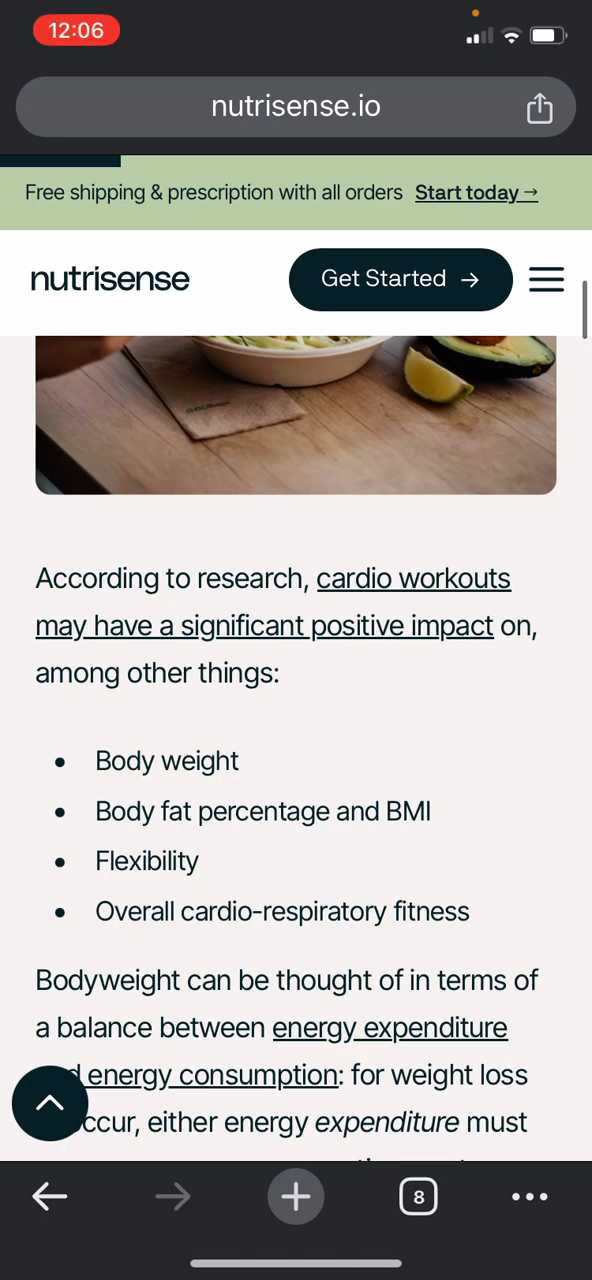 12:06
nutrisense.io
Free shipping & prescription with all orders Start today →
nutrisense
Get Started →
According to research, cardio workouts
may have a significant positive impact on,
among other things:
• Body weight
• Body fat percentage and BMI
• Flexibility
• Overall cardio-respiratory fitness
Bodyweight can be thought of in terms of
a balance between energy expenditure
energy consumption: for weight loss
either energy expenditure must
8